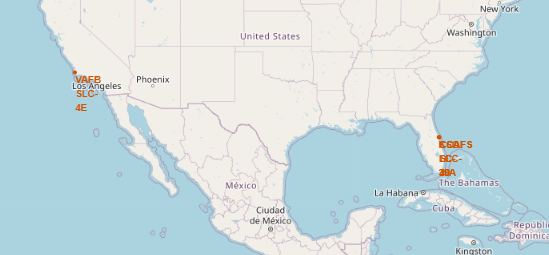 New York
Washington
United States
VAFB
SLC-
4E
Los Angeles
Phoenix
La Habana
The Bahamas
México
Cuba
Ciudad
de México
Repúbli
Dominica
Kingston